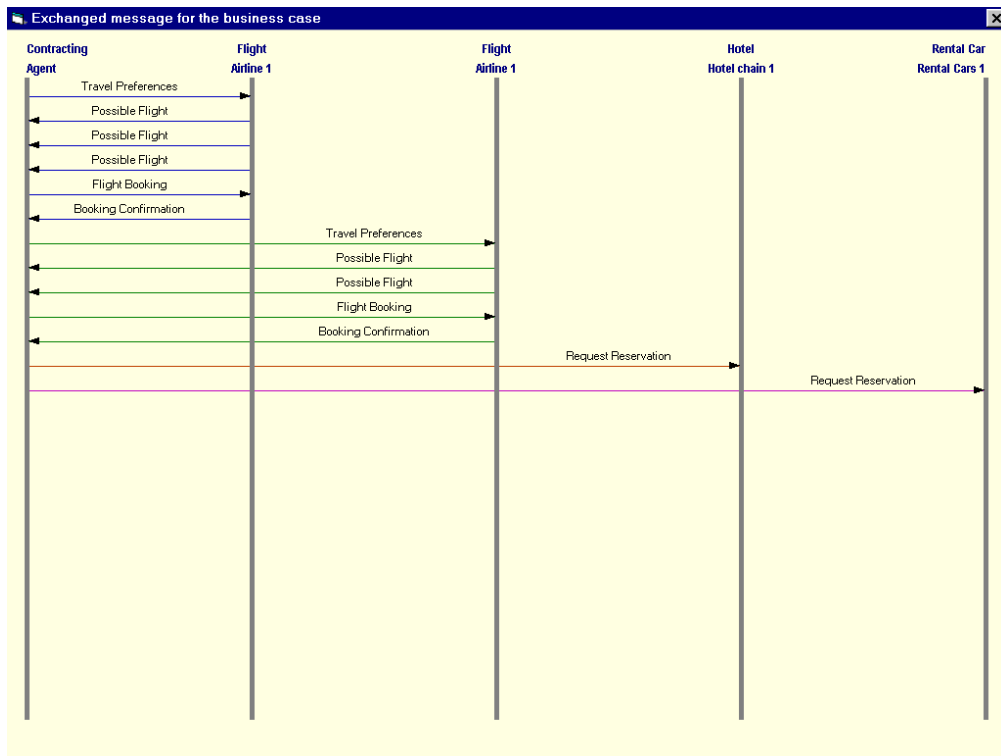 Exchanged message for the business case
Contracting Flight Flight Hotel Rental Car
Agent Airline 1 Airline 1 Hotel chain 1 Rental Cars 1
Travel Preferences
Possible Flight
Possible Flight
Possible Flight
Flight Booking
Booking Confirmation
Travel Preferences
Possible Flight
Possible Flight
Flight Booking
Booking Confirmation
Request Reservation
Request Reservation